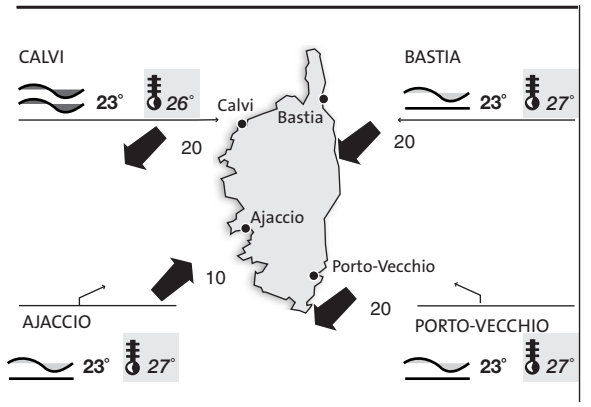 CALVI
23° 26°
BASTIA
23° 27°
Calvi
Bastia
20
20
Ajaccio
Porto-Vecchio
10
20
AJACCIO
23° 27°
PORTO-VECCHIO
23° 27°